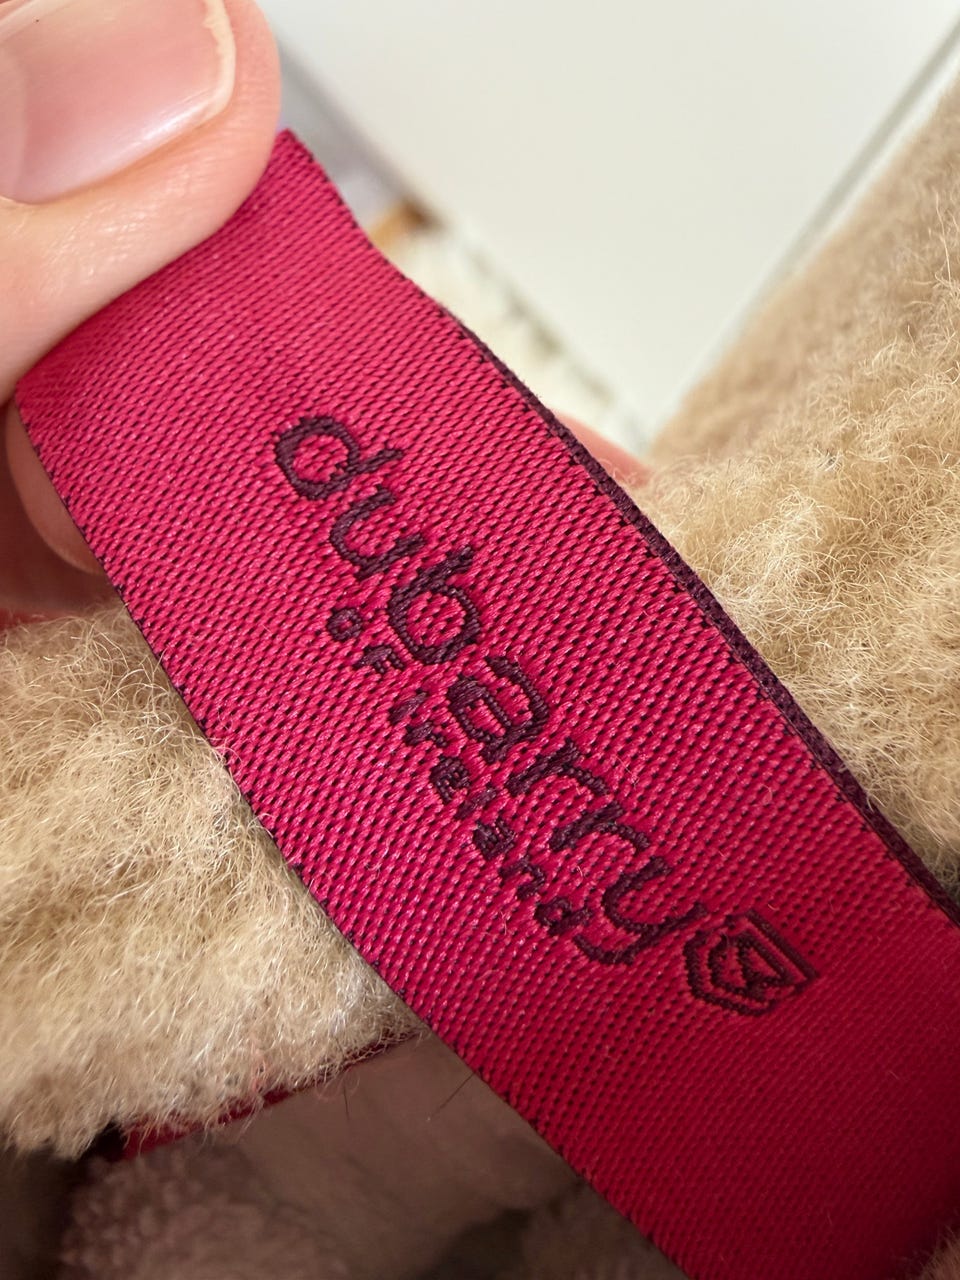 dubarry
of Ireland